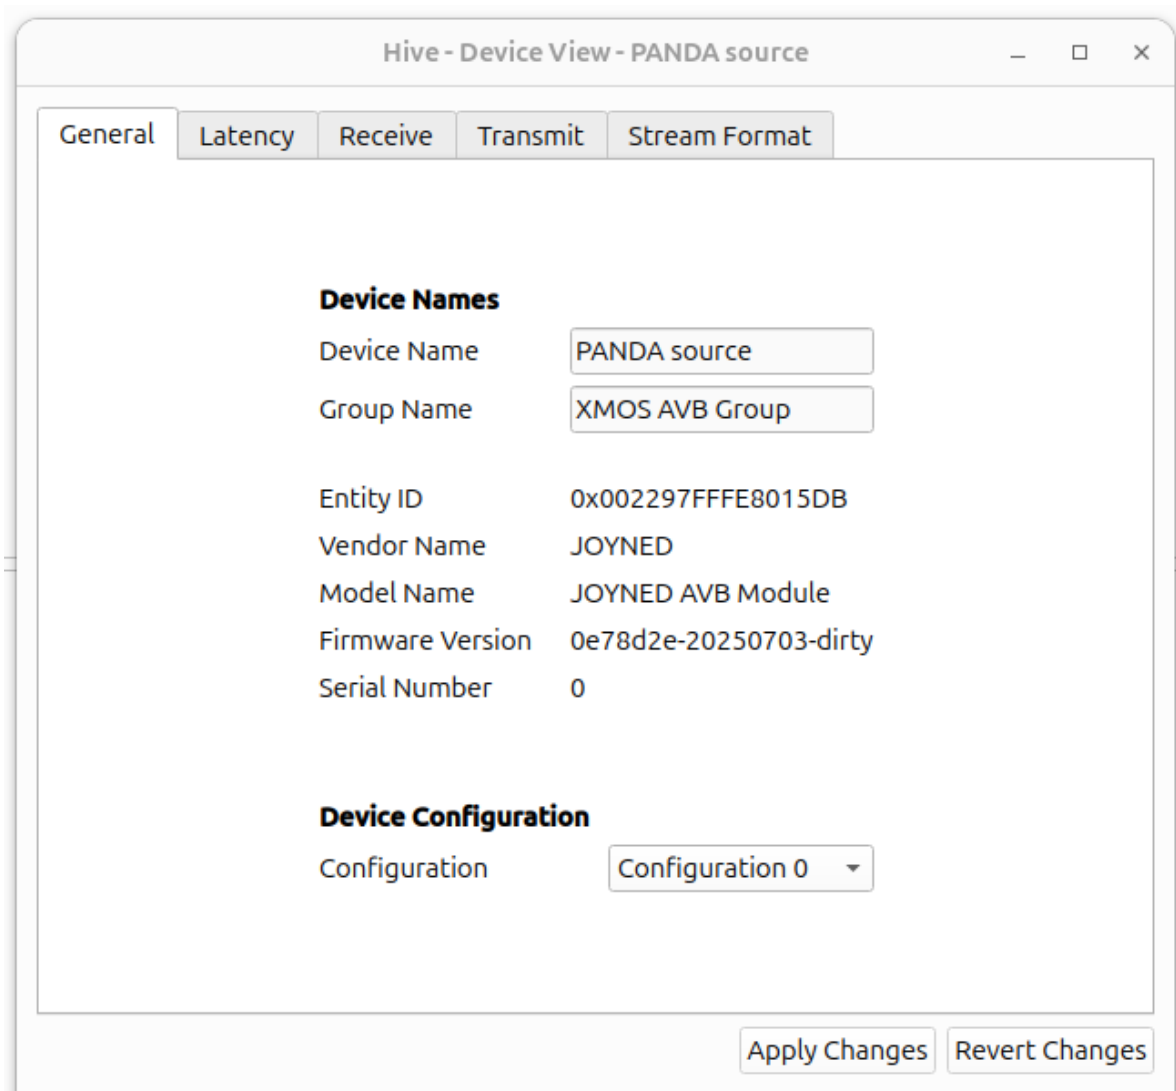 Hive - Device View - PANDA source
General Latency Receive Transmit Stream Format
Device Names
Device Name PANDA source
Group Name XMOS AVB Group
Entity ID 0x002297FFFE8015DB
Vendor Name JOYNED
Model Name JOYNED AVB Module
Firmware Version 0e78d2e-20250703-dirty
Serial Number 0
Device Configuration
Configuration Configuration 0
Apply Changes Revert Changes